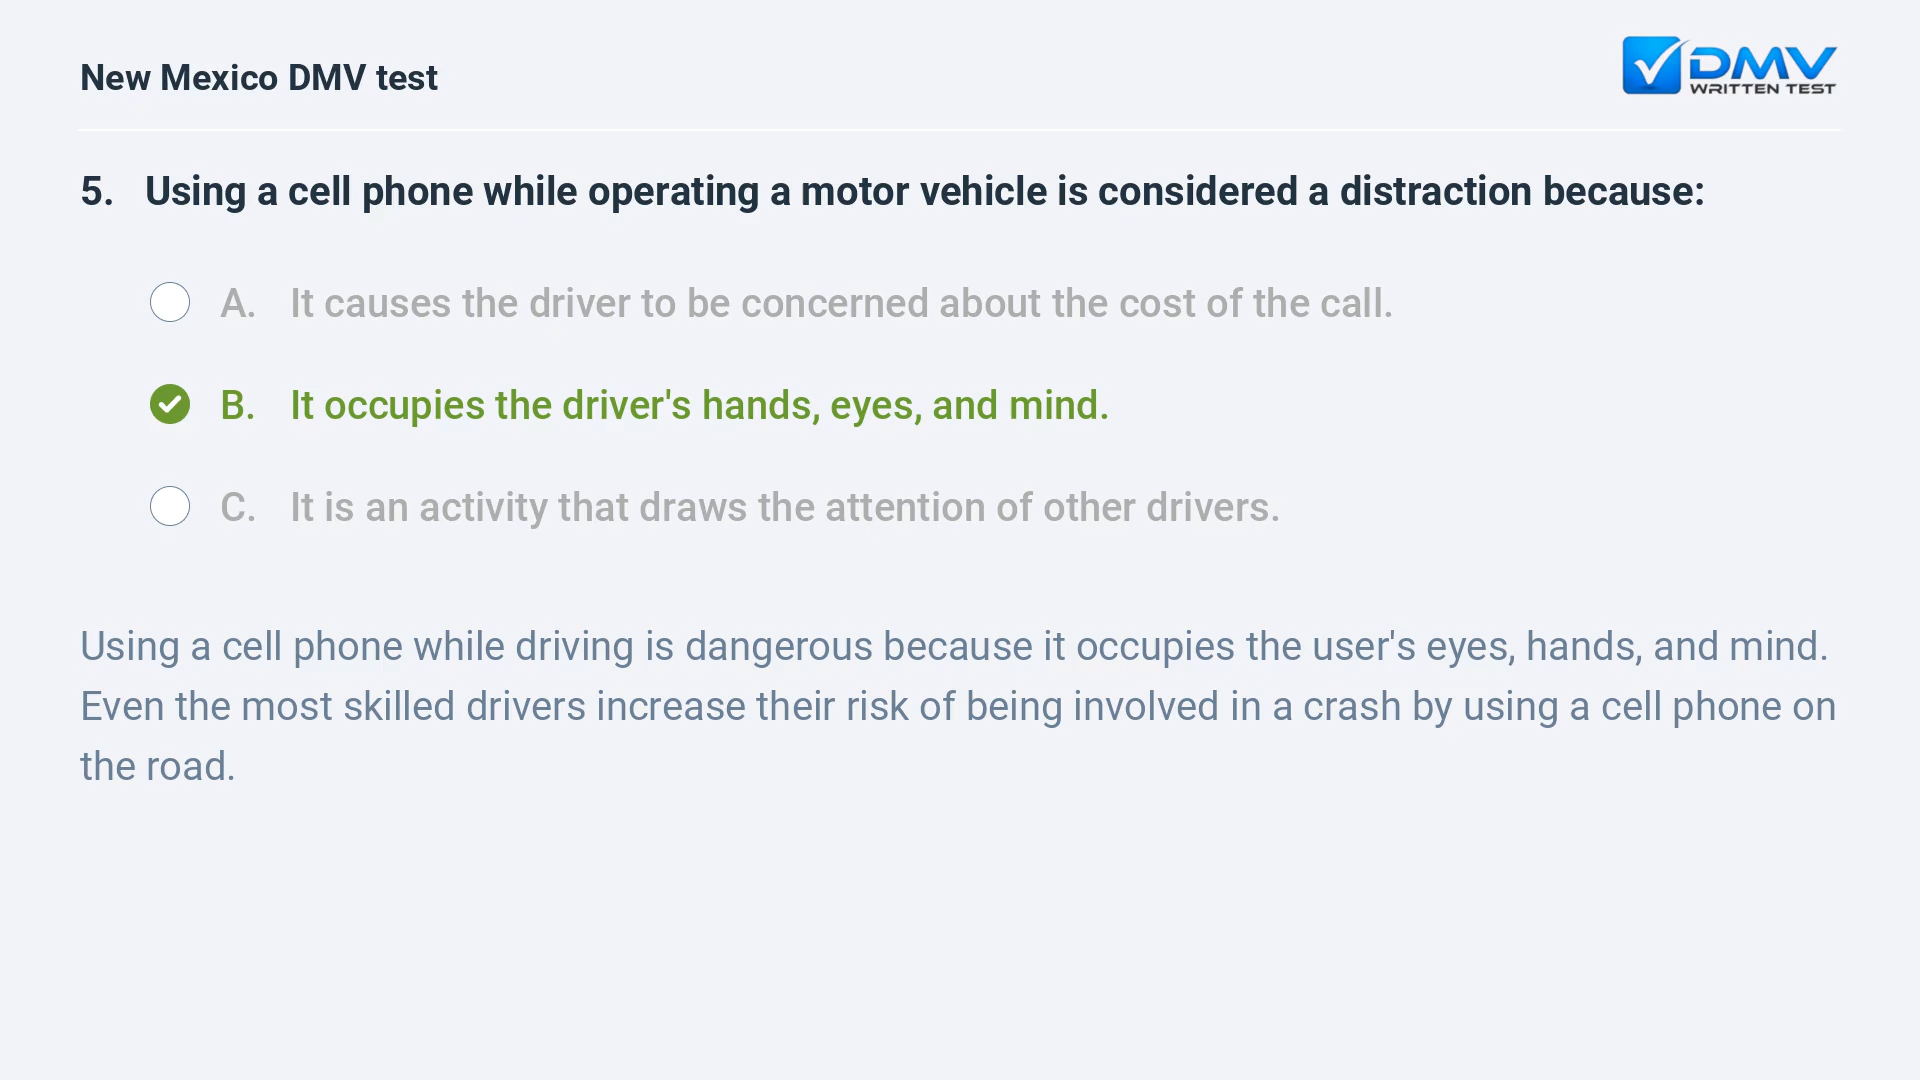 New Mexico DMV test
DMV
WRITTEN TEST
5. Using a cell phone while operating a motor vehicle is considered a distraction because:
A. It causes the driver to be concerned about the cost of the call.
B. It occupies the driver's hands, eyes, and mind.
C. It is an activity that draws the attention of other drivers.
Using a cell phone while driving is dangerous because it occupies the user's eyes, hands, and mind.
Even the most skilled drivers increase their risk of being involved in a crash by using a cell phone on
the road.